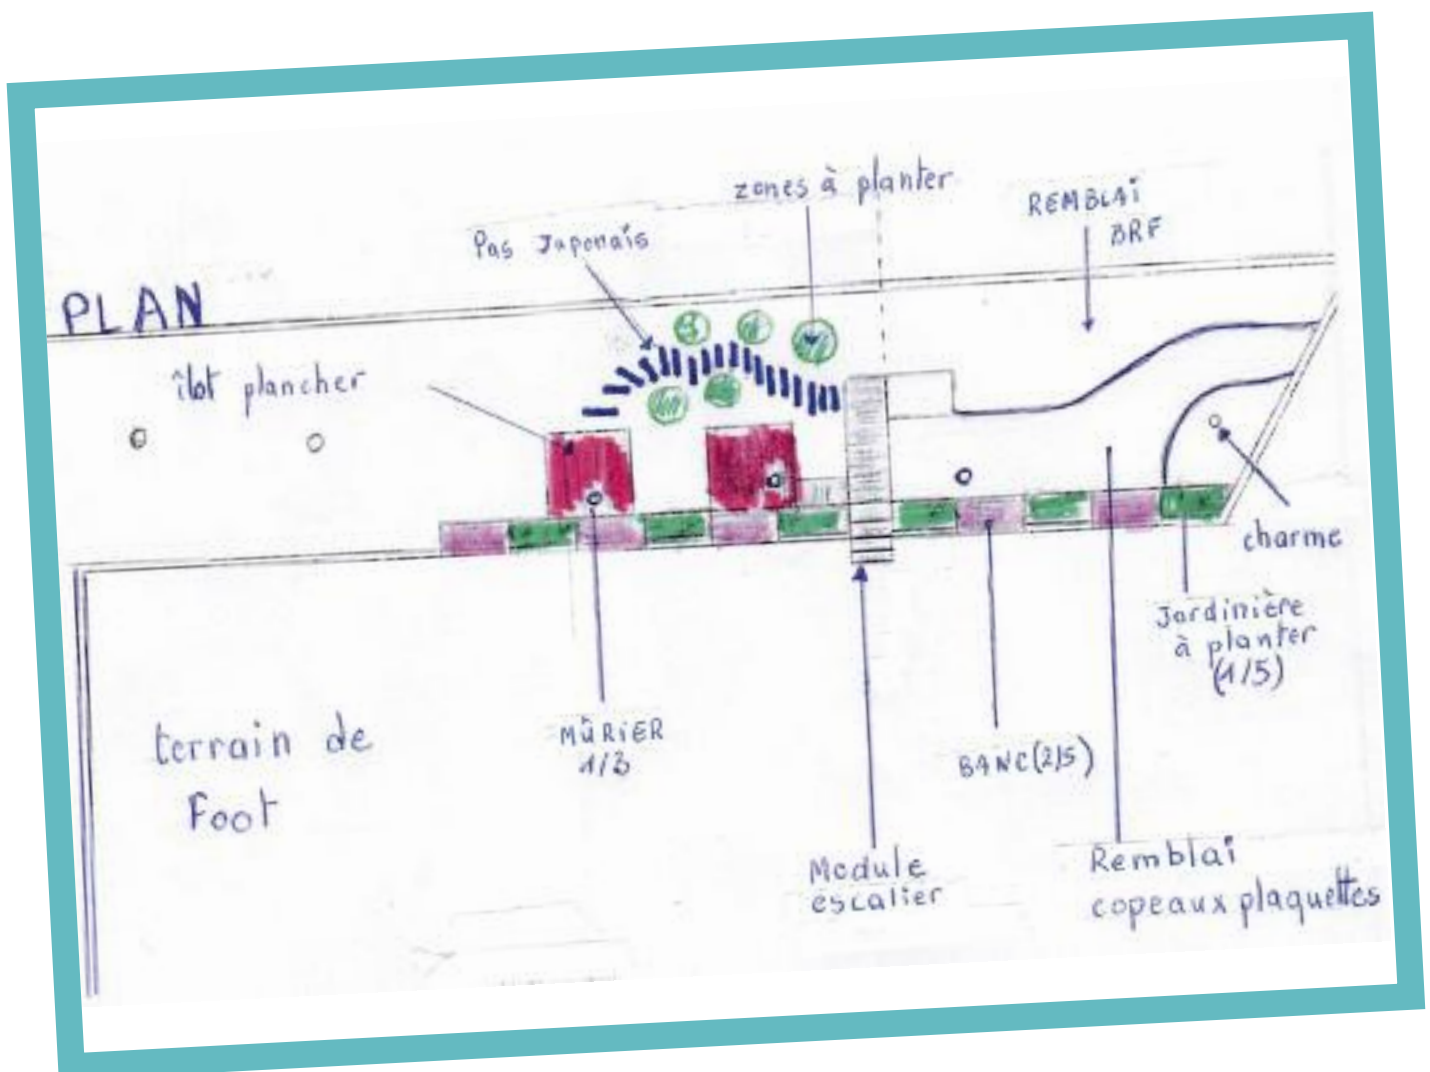 zones à planter
REMBLAI
BRF
Pas Japonais
PLAN
îlot plancher
charme
Jardinière
à planter
(1/5)
MÛRIER
1/3
BANC(2/5)
terrain de
Foot
Module
escalier
Remblai
copeaux plaquettes